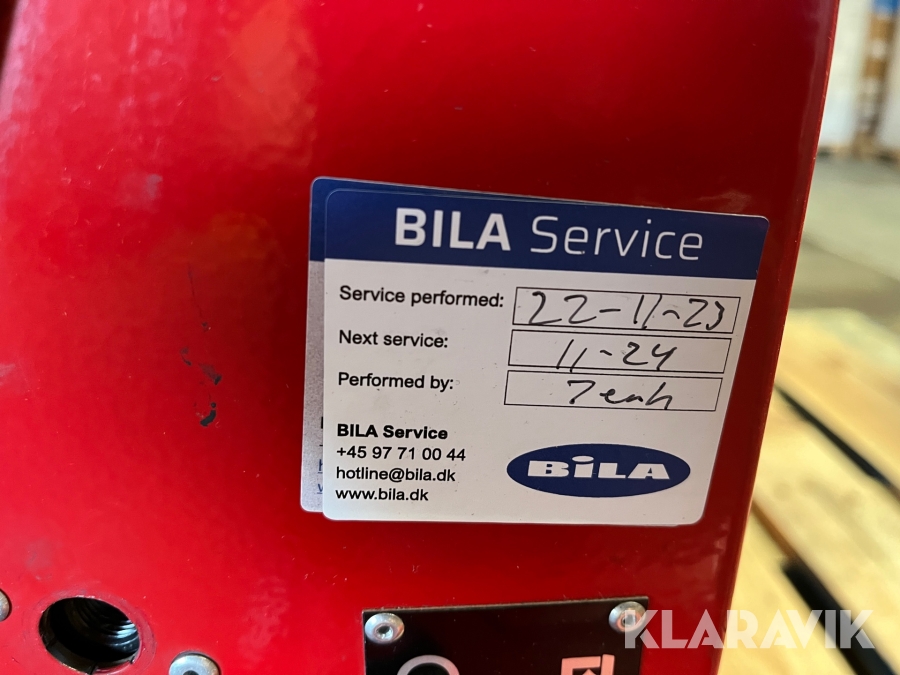 BILA Service
Service performed: 22-11-23
Next service: 11-24
Performed by:
BILA Service
+45 97 71 00 44
hotline@bila.dk
www.bila.dk
BiLA
KLARAVIK